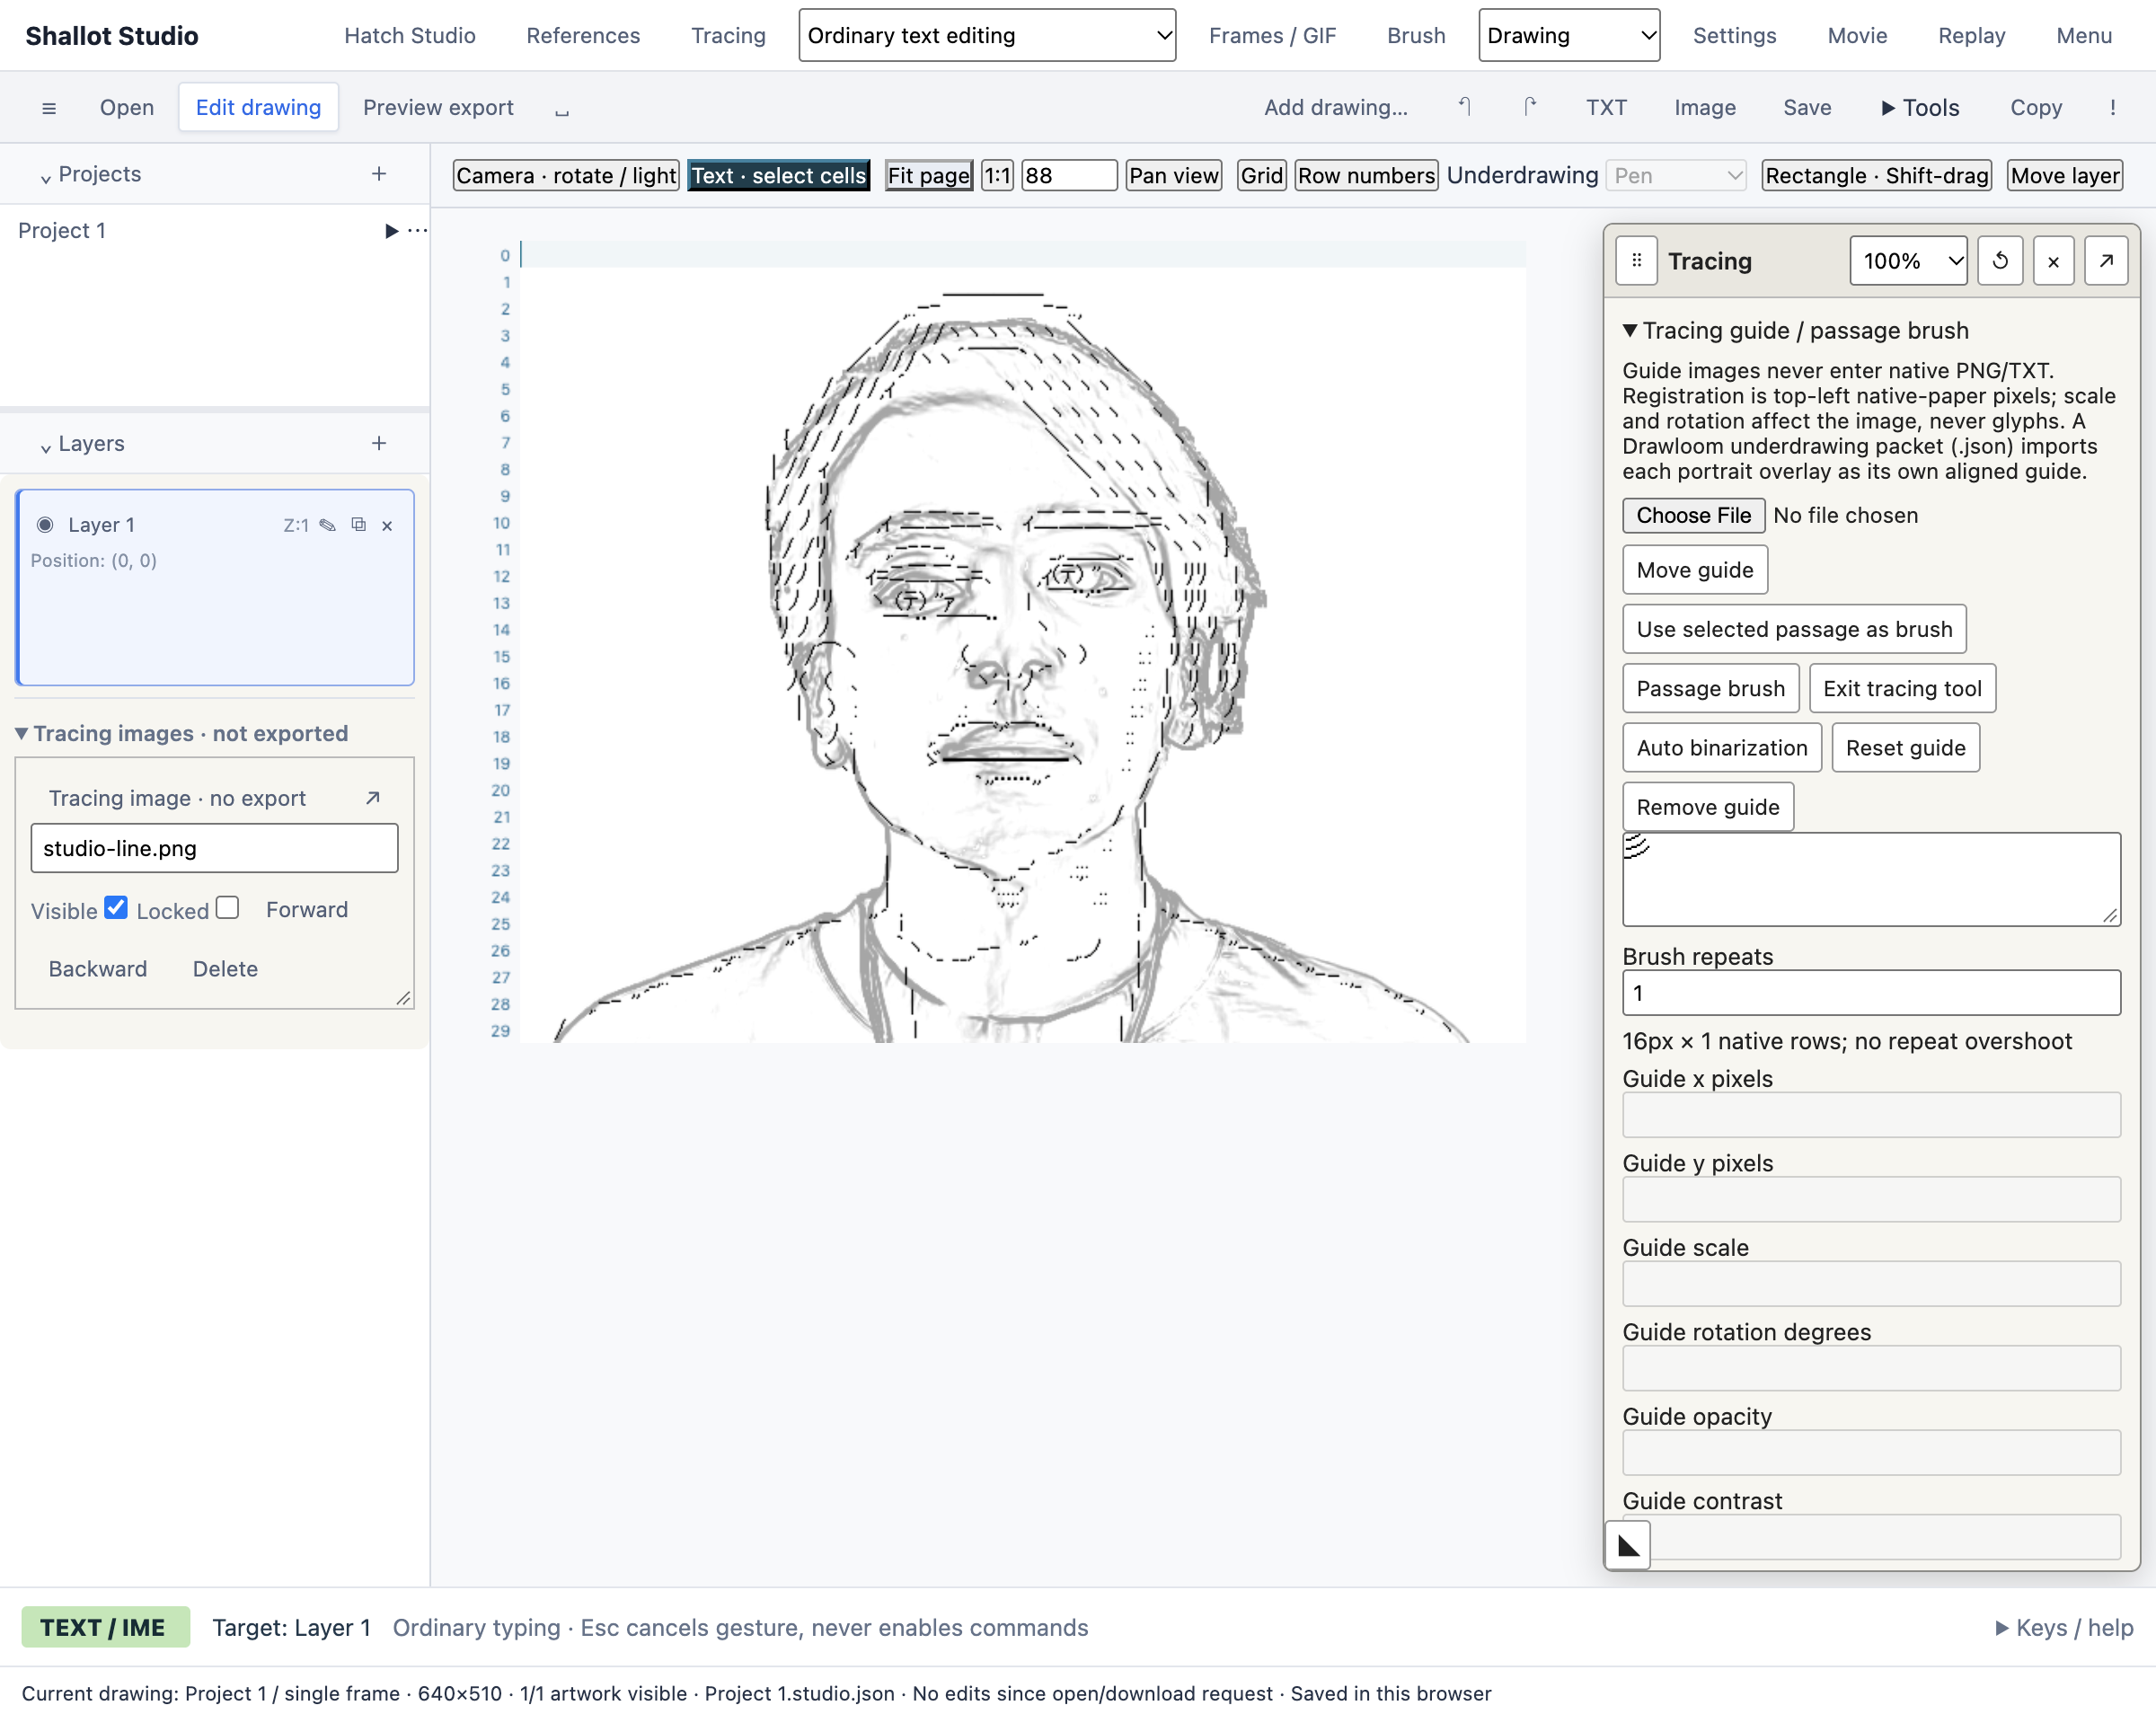 Shallot Studio Hatch Studio References Tracing Ordinary text editing Frames / GIF Brush Drawing Settings Movie Replay Menu
≡ Open Edit drawing Preview export Add drawing... TXT Image Save ▶ Tools Copy !
Projects +
Project 1 ▶ ...
Layers +
Layer 1 Z:1
Position: (0, 0)
▼ Tracing images · not exported
Tracing image · no export
studio-line.png
Visible Locked Forward
Backward Delete
Camera · rotate / light Text · select cells Fit page 1:1 88 Pan view Grid Row numbers Underdrawing Pen Rectangle · Shift-drag Move layer
0
1
2
3
4
5
6
7
8
9
10
11
12
13
14
15
16
17
18
19
20
21
22
23
24
25
26
27
28
29
Tracing 100%
▼ Tracing guide / passage brush
Guide images never enter native PNG/TXT.
Registration is top-left native-paper pixels; scale
and rotation affect the image, never glyphs. A
Drawloom underdrawing packet (.json) imports
each portrait overlay as its own aligned guide.
Choose File No file chosen
Move guide
Use selected passage as brush
Passage brush Exit tracing tool
Auto binarization Reset guide
Remove guide
Brush repeats
1
16px × 1 native rows; no repeat overshoot
Guide x pixels
Guide y pixels
Guide scale
Guide rotation degrees
Guide opacity
Guide contrast
TEXT / IME Target: Layer 1 Ordinary typing · Esc cancels gesture, never enables commands ▶ Keys / help
Current drawing: Project 1 / single frame · 640×510 · 1/1 artwork visible · Project 1.studio.json · No edits since open/download request · Saved in this browser